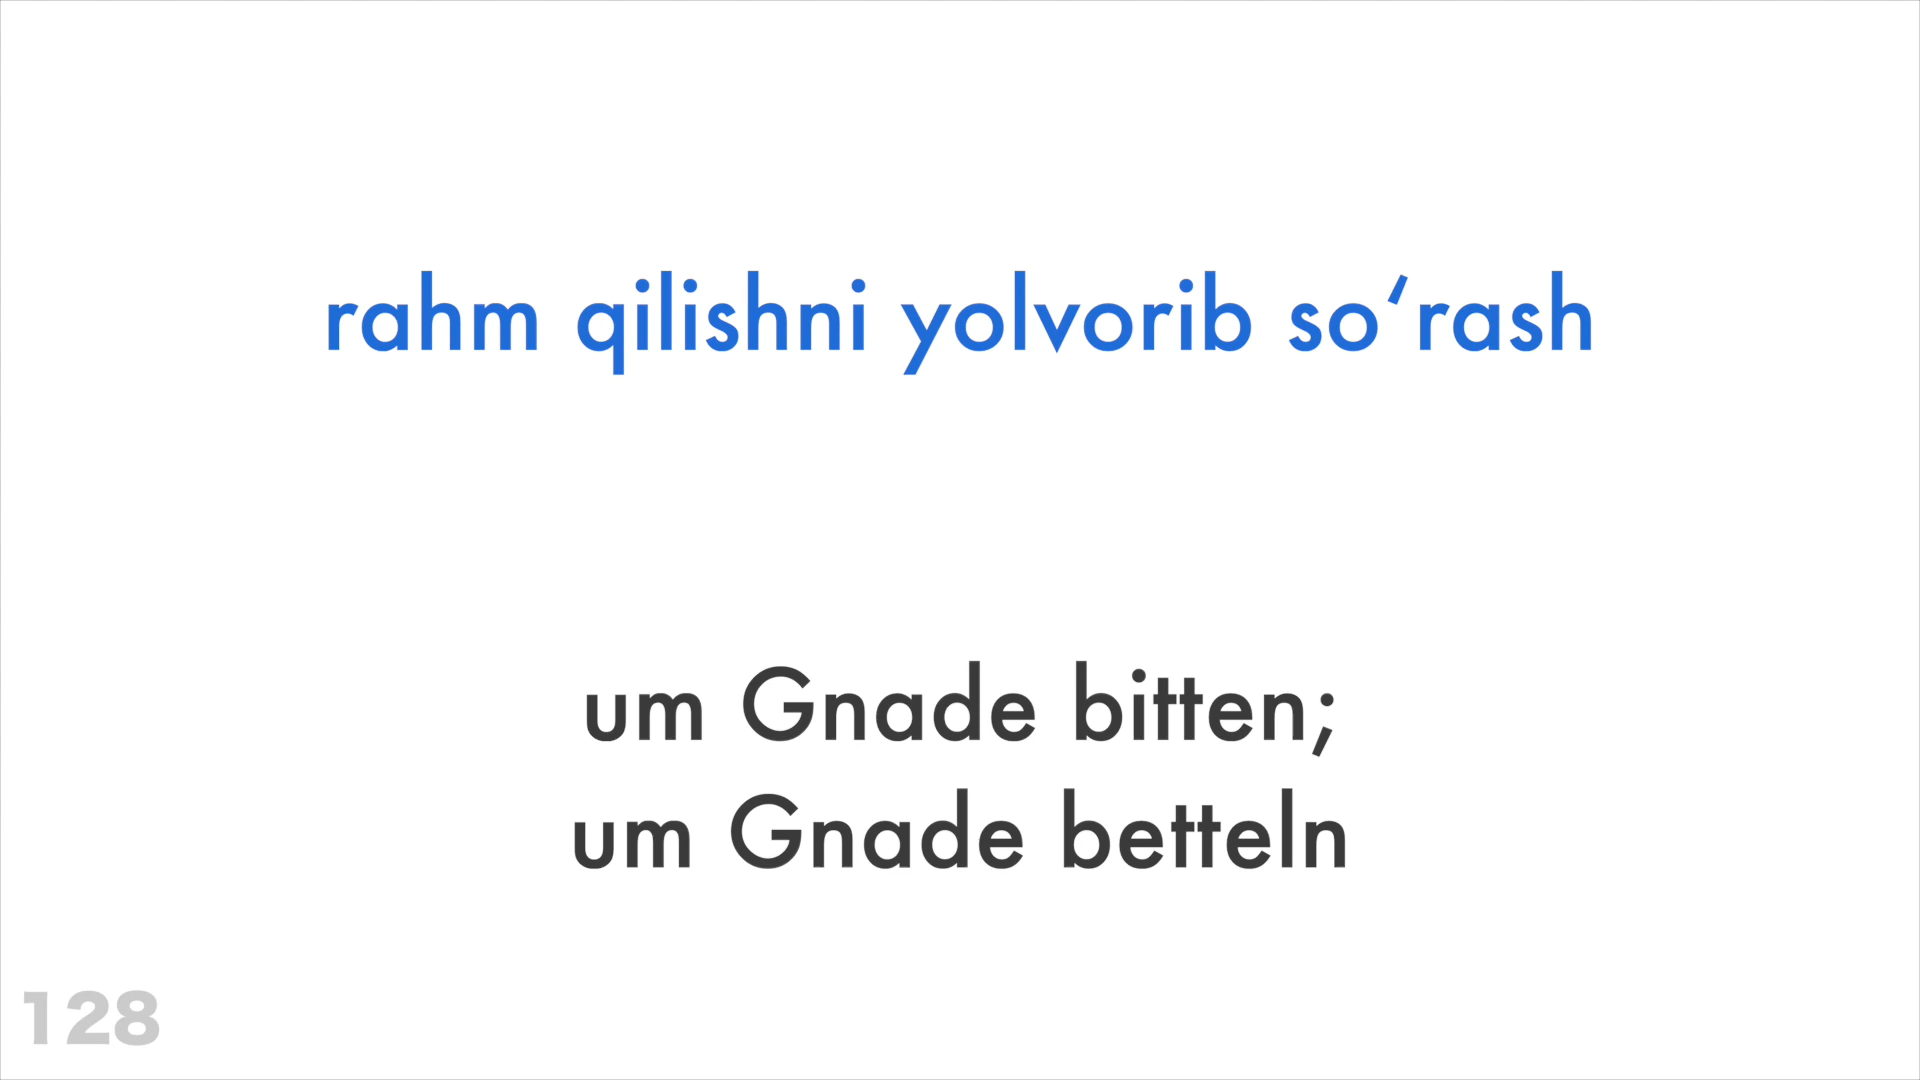 rahm qilishni yolvorib so‘rash
um Gnade bitten;
um Gnade betteln
128